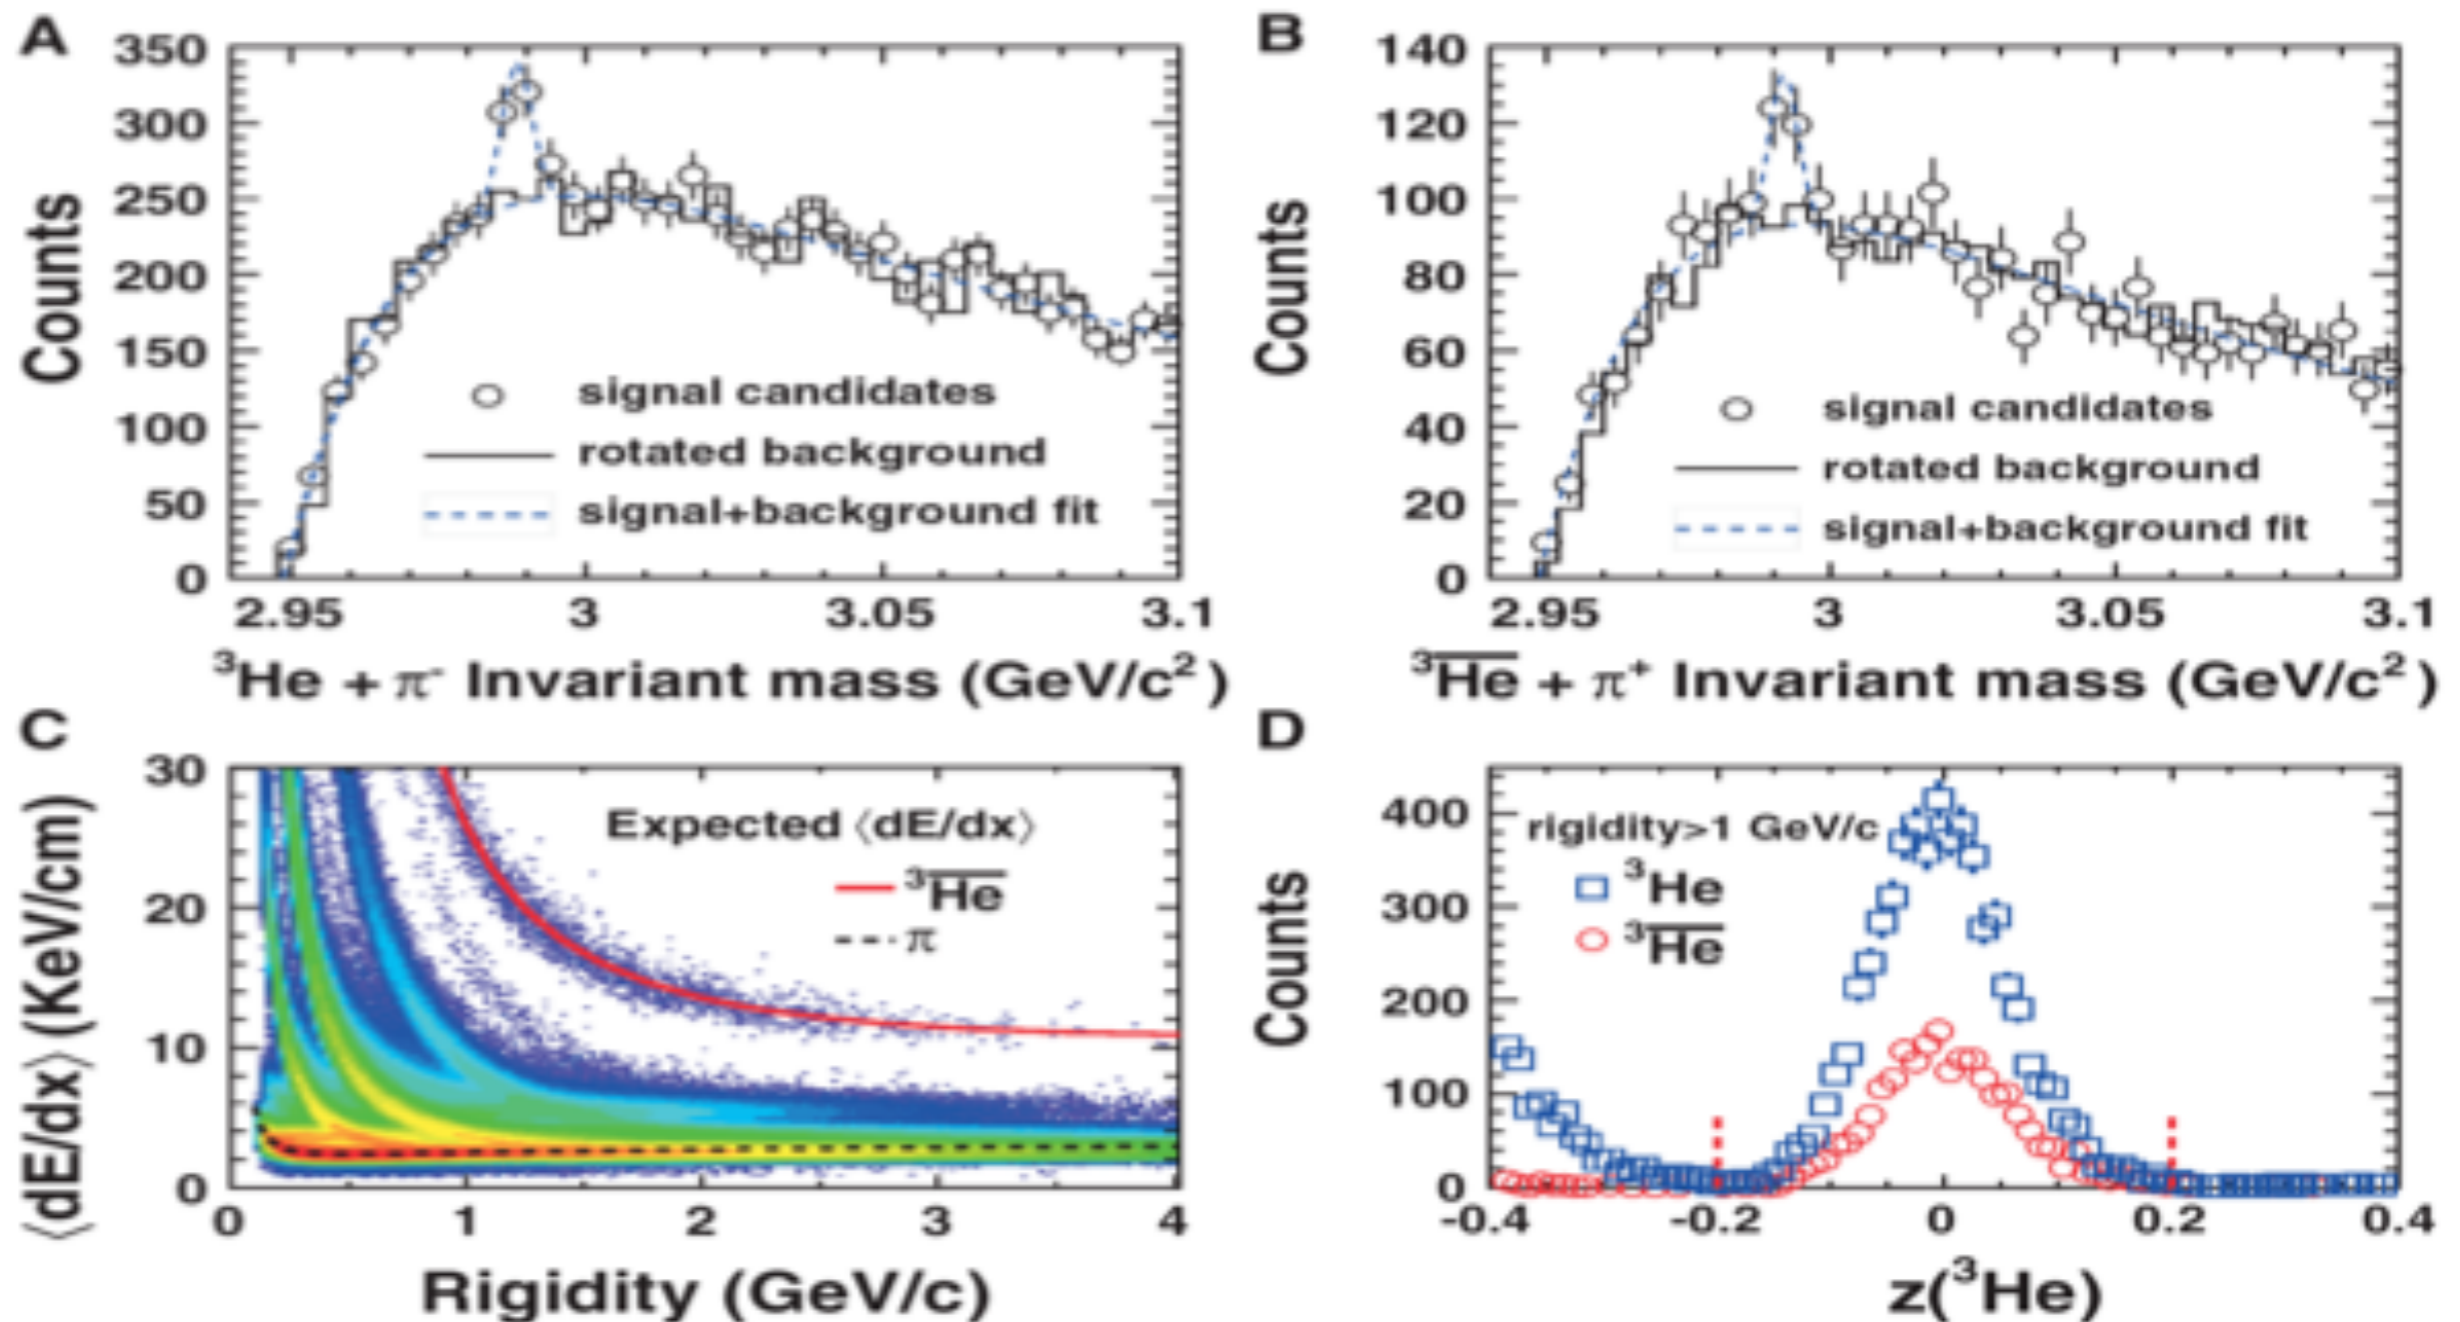 A
350
300
250
200
150
100
50
0
Counts
signal candidates
rotated background
signal+background fit
2.95 3 3.05 3.1
³He + π⁻ Invariant mass (GeV/c²)
B
140
120
100
80
60
40
20
0
Counts
signal candidates
rotated background
signal+background fit
2.95 3 3.05 3.1
³H̅e̅ + π⁺ Invariant mass (GeV/c²)
C
30
20
10
0
⟨dE/dx⟩ (KeV/cm)
Expected ⟨dE/dx⟩
³H̅e̅
π
0 1 2 3 4
Rigidity (GeV/c)
D
400
300
200
100
0
Counts
rigidity>1 GeV/c
³He
³H̅e̅
-0.4 -0.2 0 0.2 0.4
z(³He)